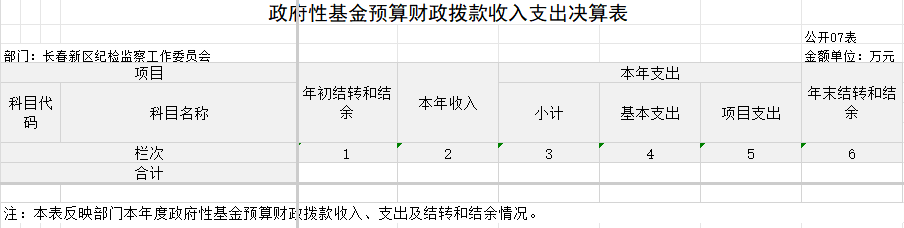 政府性基金预算财政拨款收入支出决算表
公开07表
部门：长春新区纪检监察工作委员会 金额单位：万元
项目 年初结转和结余 本年收入 本年支出 年末结转和结余
科目代码 科目名称 小计 基本支出 项目支出
栏次 1 2 3 4 5 6
合计
注：本表反映部门本年度政府性基金预算财政拨款收入、支出及结转和结余情况。